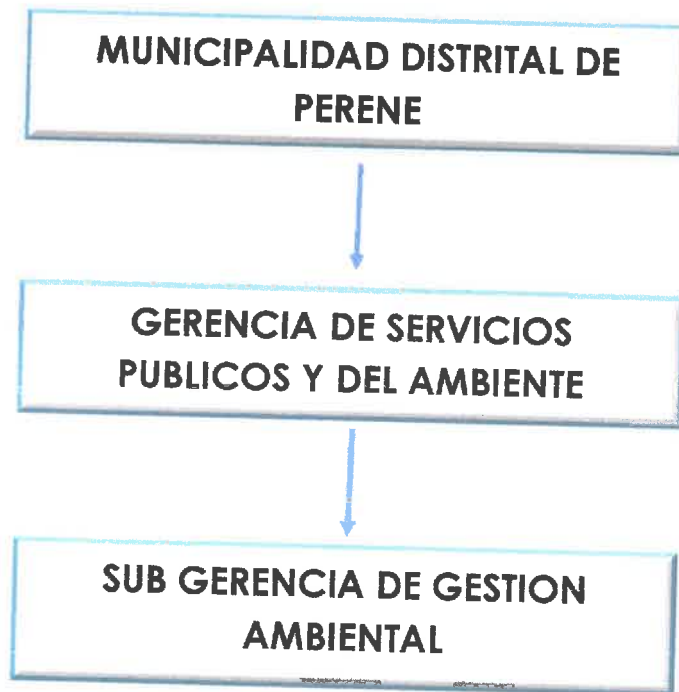 MUNICIPALIDAD DISTRITAL DE
PERENE
GERENCIA DE SERVICIOS
PUBLICOS Y DEL AMBIENTE
SUB GERENCIA DE GESTION
AMBIENTAL